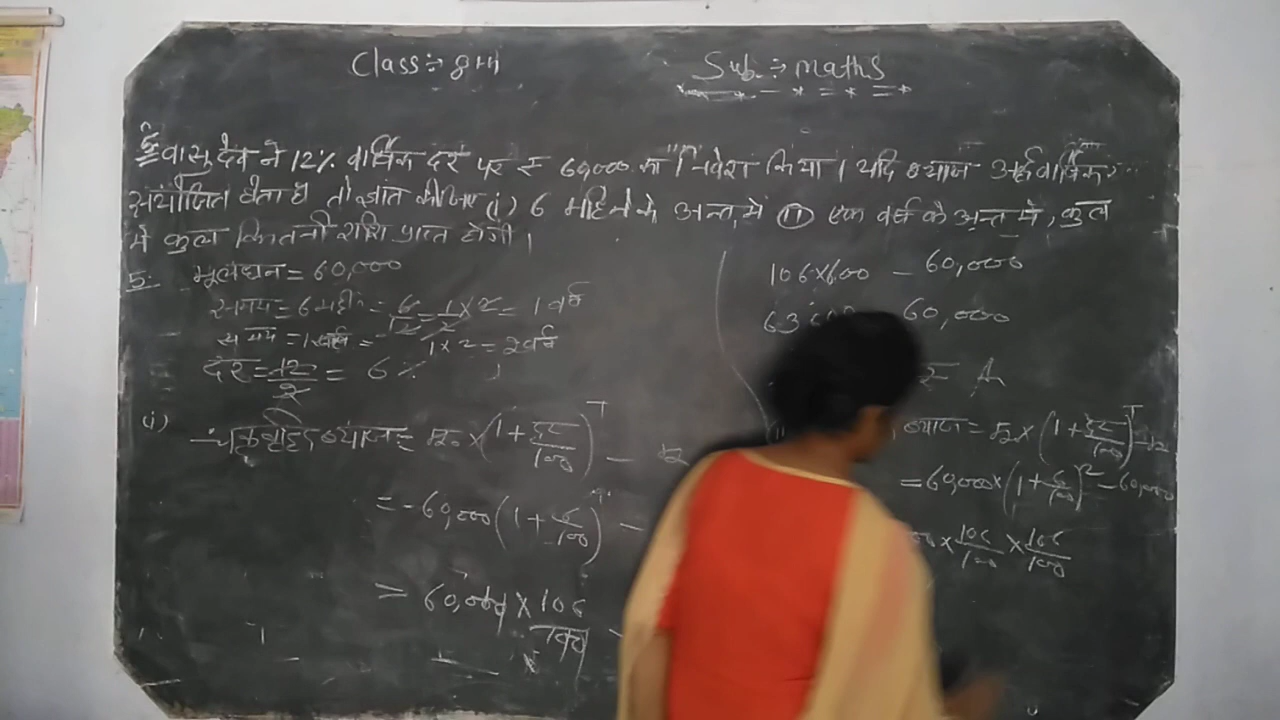 Class :- 8th
Sub. :- maths
वासुदेव ने 12% वार्षिक दर पर ₹ 60,000 का निवेश किया । यदि ब्याज अर्द्धवार्षिक
संयोजित होता है तो ज्ञात कीजिए (i) 6 महिने के अन्त में (ii) एक वर्ष के अन्त में, कुल
में कुल कितनी राशि प्राप्त होगी ।
5. मूलधन = 60,000
समय = 6 = 6/12 = 1/2 × 2 = 1 वर्ष
समय = 1 वर्ष = 1 × 2 = 2 वर्ष
दर = 12/2 = 6 %
(i) चक्रवृद्धि ब्याज = मू० × (1 + दर/100)^T – मू
= 60,000 (1 + 6/100)^1 –
= 60,000 × 106/100 –
106 × 600 – 60,000
– 60,000
ब्याज = मू × (1 + दर/100)^T – मू
= 60,000 × (1 + 6/100)^2 – 60,000
× 106/100 × 106/100